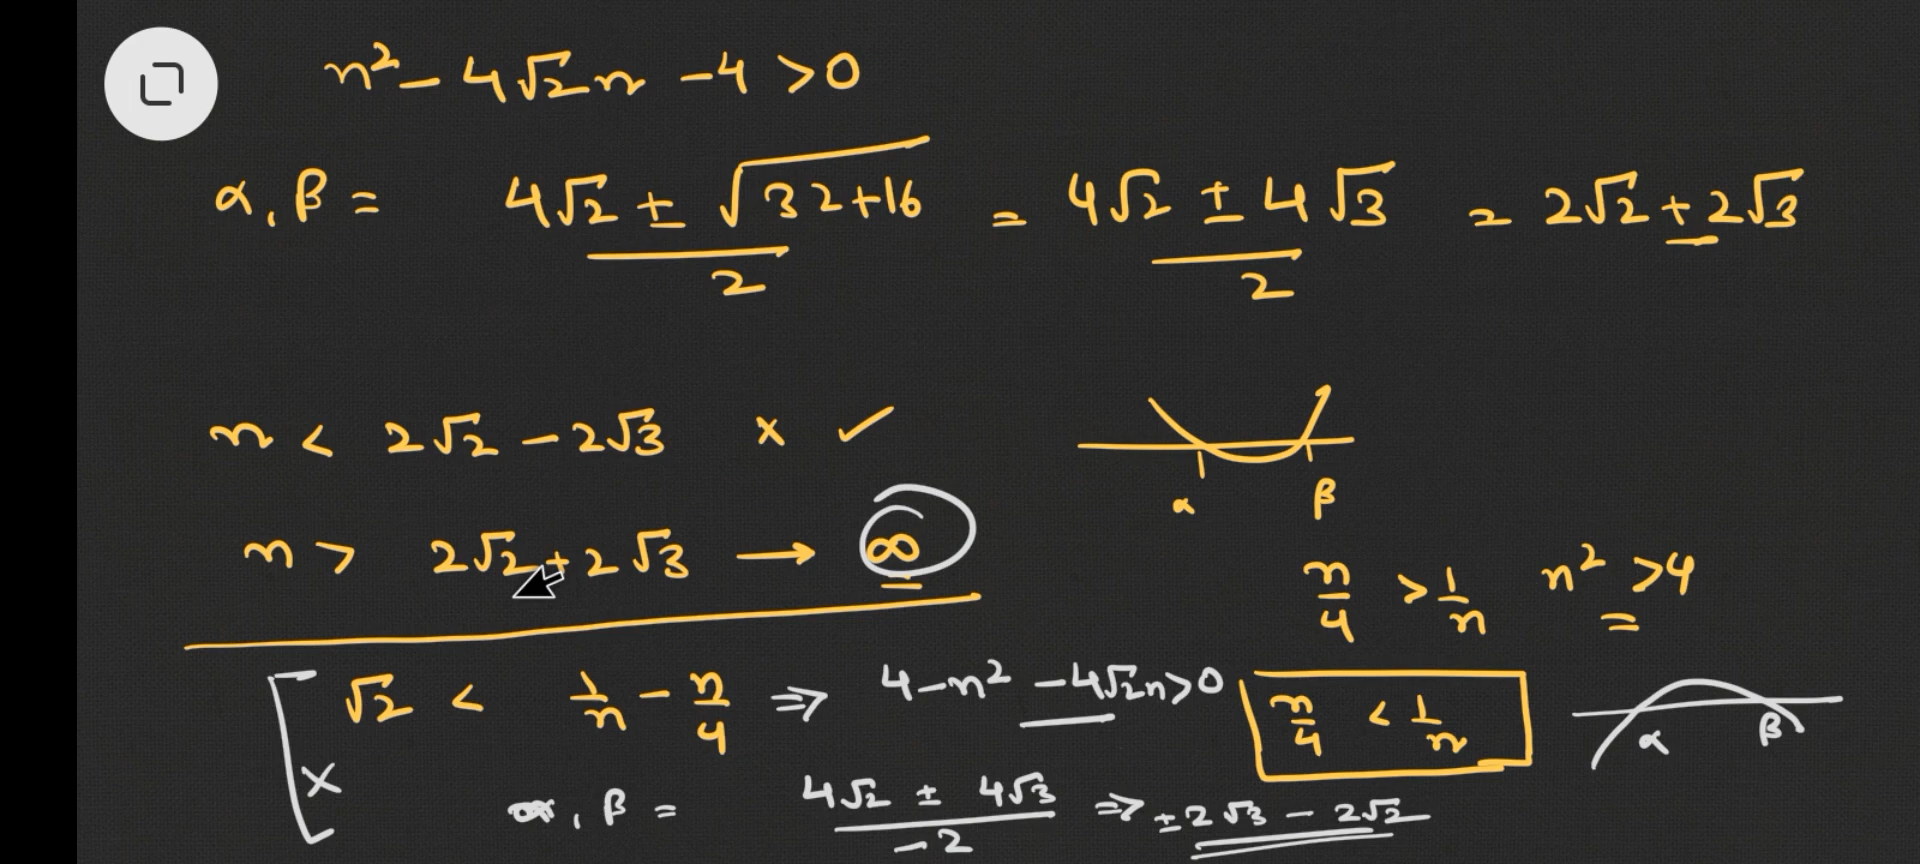 n² - 4√2 n - 4 > 0
α, β = (4√2 ± √(32+16))/2 = (4√2 ± 4√3)/2 = 2√2 ± 2√3
n < 2√2 - 2√3 × ✓
α β
n > 2√2 + 2√3 → ∞
n/4 > 1/n n² > 4
√2 < 1/n - n/4 ⇒ 4 - n² - 4√2n > 0
n/4 < 1/n
α β
×
α, β = (4√2 ± 4√3)/-2 ⇒ ±2√3 - 2√2